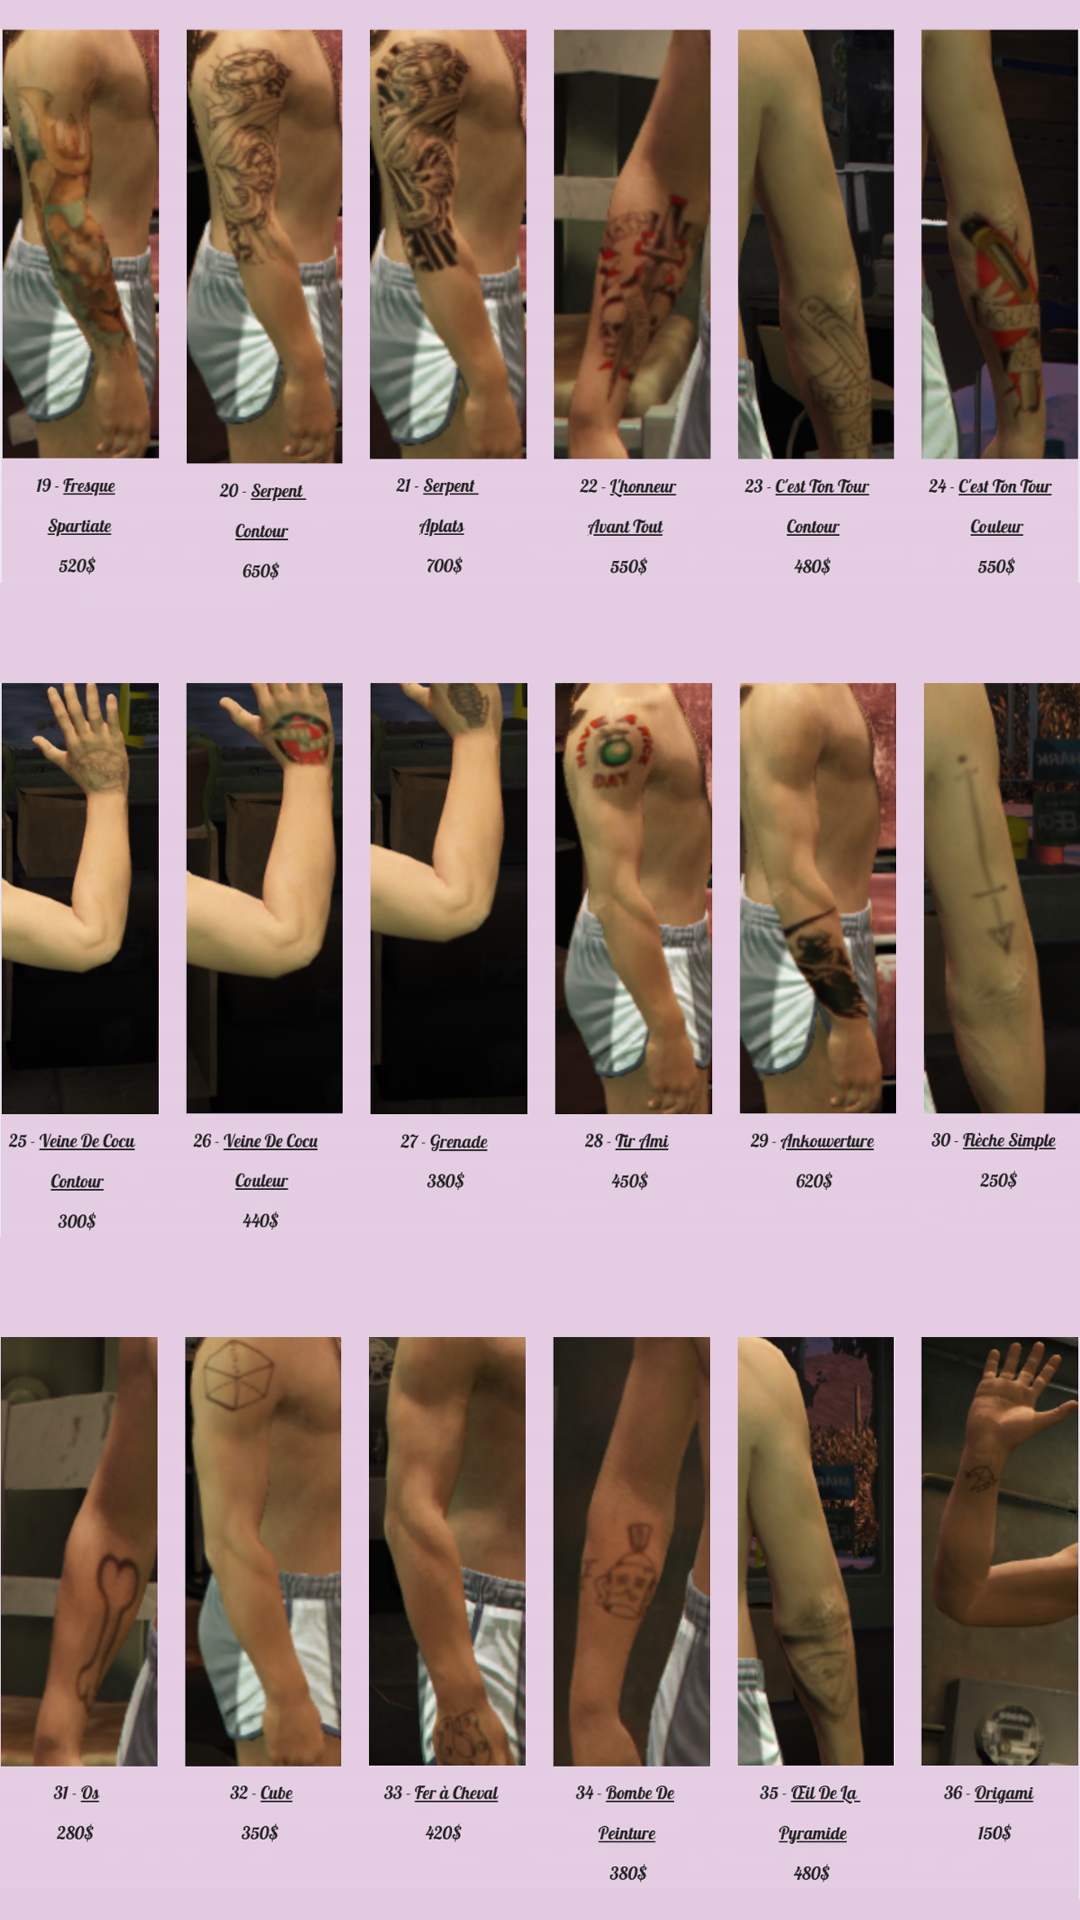 19 - Fresque
Spartiate
520$
20 - Serpent
Contour
650$
21 - Serpent
Aplats
700$
22 - L'honneur
Avant Tout
550$
23 - C'est Ton Tour
Contour
480$
24 - C'est Ton Tour
Couleur
550$
HAVE A NICE
DAY
25 - Veine De Cocu
Contour
300$
26 - Veine De Cocu
Couleur
440$
27 - Grenade
380$
28 - Tir Ami
450$
29 - Ankouverture
620$
30 - Flèche Simple
250$
31 - Os
280$
32 - Cube
350$
33 - Fer à Cheval
420$
34 - Bombe De
Peinture
380$
35 - Œil De La
Pyramide
480$
36 - Origami
150$